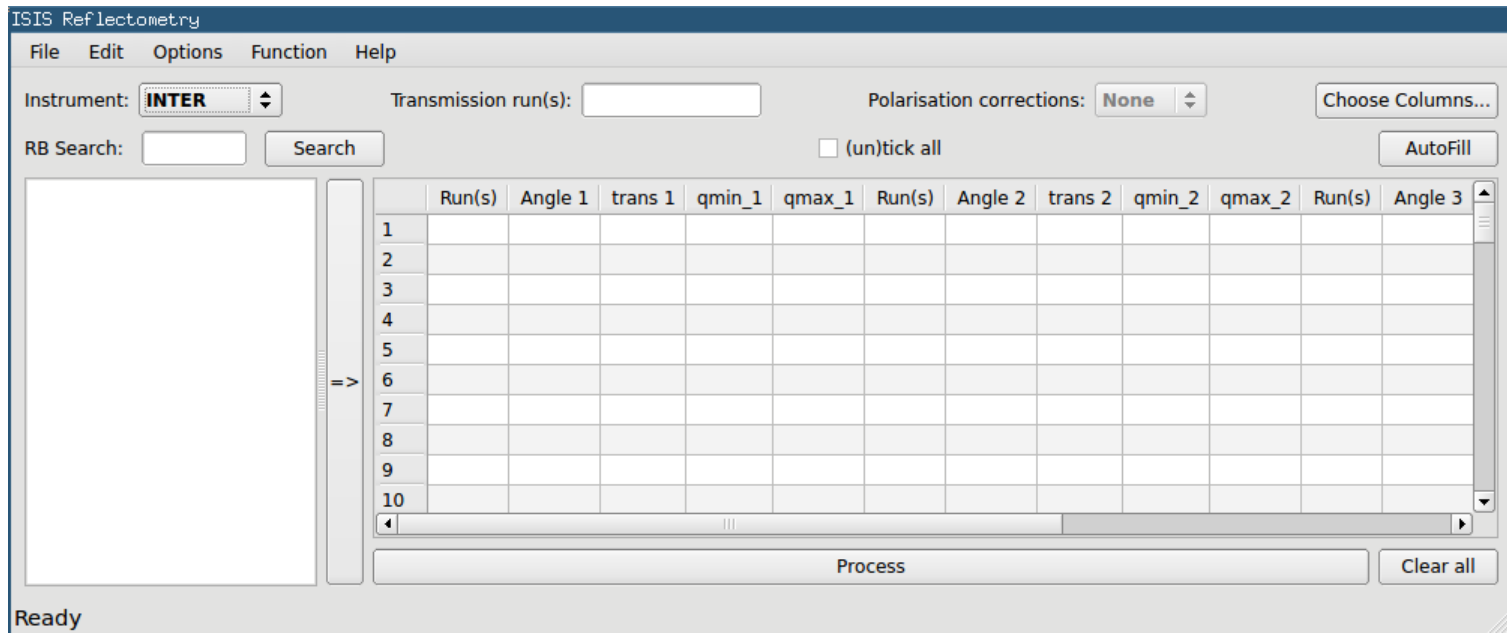 ISIS Reflectometry
File Edit Options Function Help
Instrument: INTER Transmission run(s): Polarisation corrections: None Choose Columns...
RB Search: Search (un)tick all AutoFill
Run(s) Angle 1 trans 1 qmin_1 qmax_1 Run(s) Angle 2 trans 2 qmin_2 qmax_2 Run(s) Angle 3
1
2
3
4
5
=> 6
7
8
9
10
Process Clear all
Ready